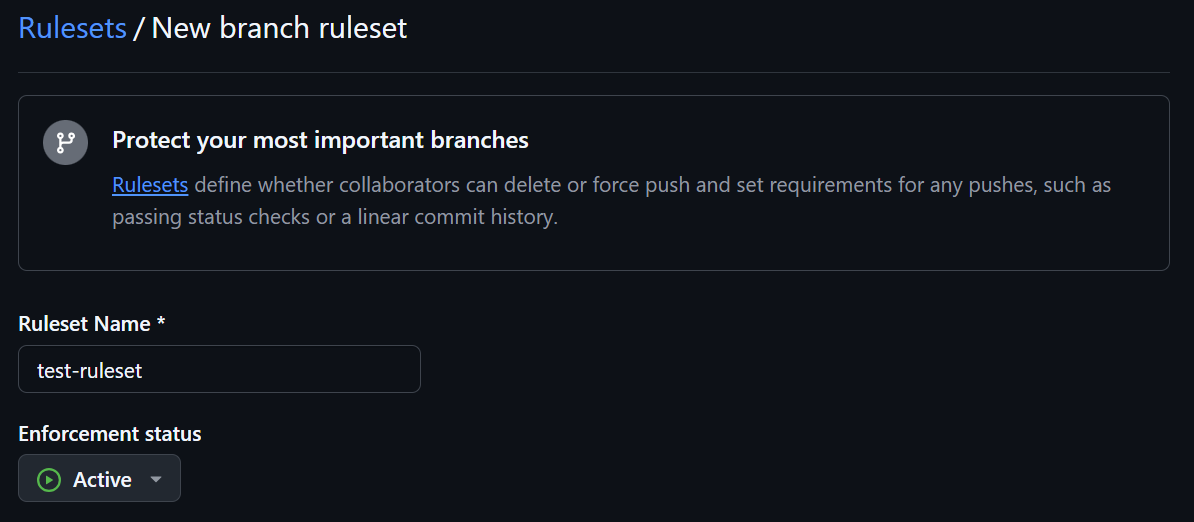 Rulesets / New branch ruleset
Protect your most important branches
Rulesets define whether collaborators can delete or force push and set requirements for any pushes, such as
passing status checks or a linear commit history.
Ruleset Name *
test-ruleset
Enforcement status
Active